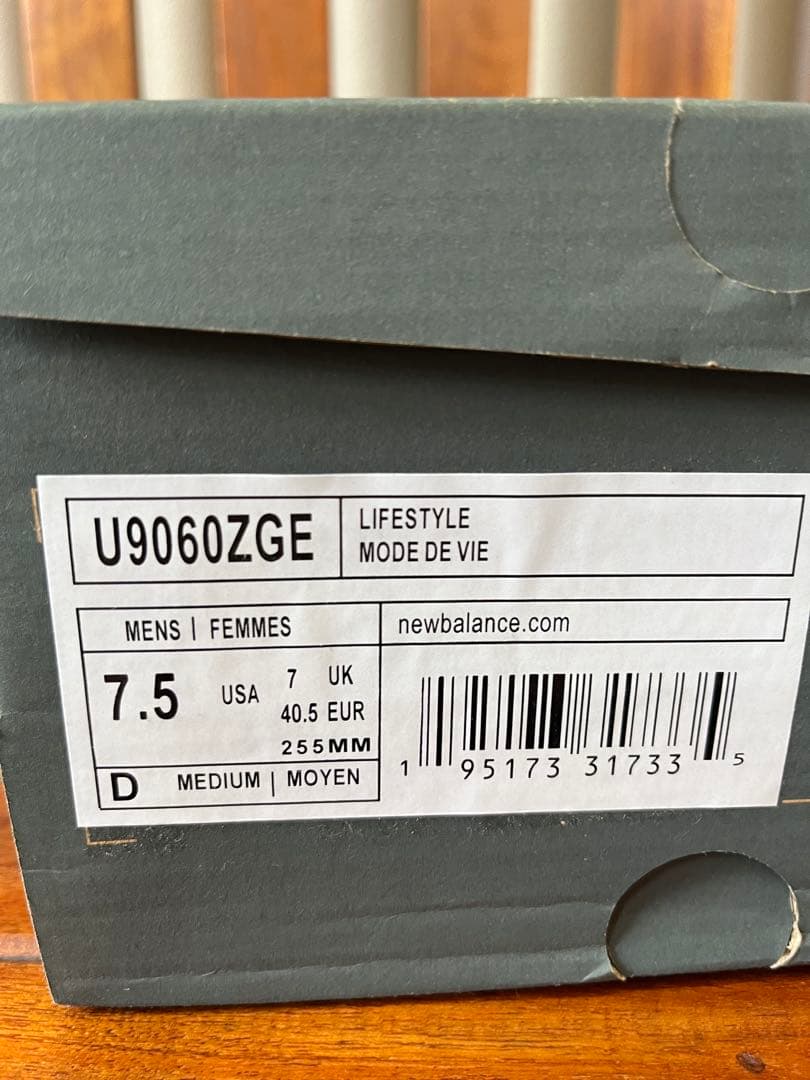 U9060ZGE
LIFESTYLE
MODE DE VIE
MENS | FEMMES
newbalance.com
7.5 USA
7 UK
40.5 EUR
255MM
D MEDIUM | MOYEN
1 95173 31733 5